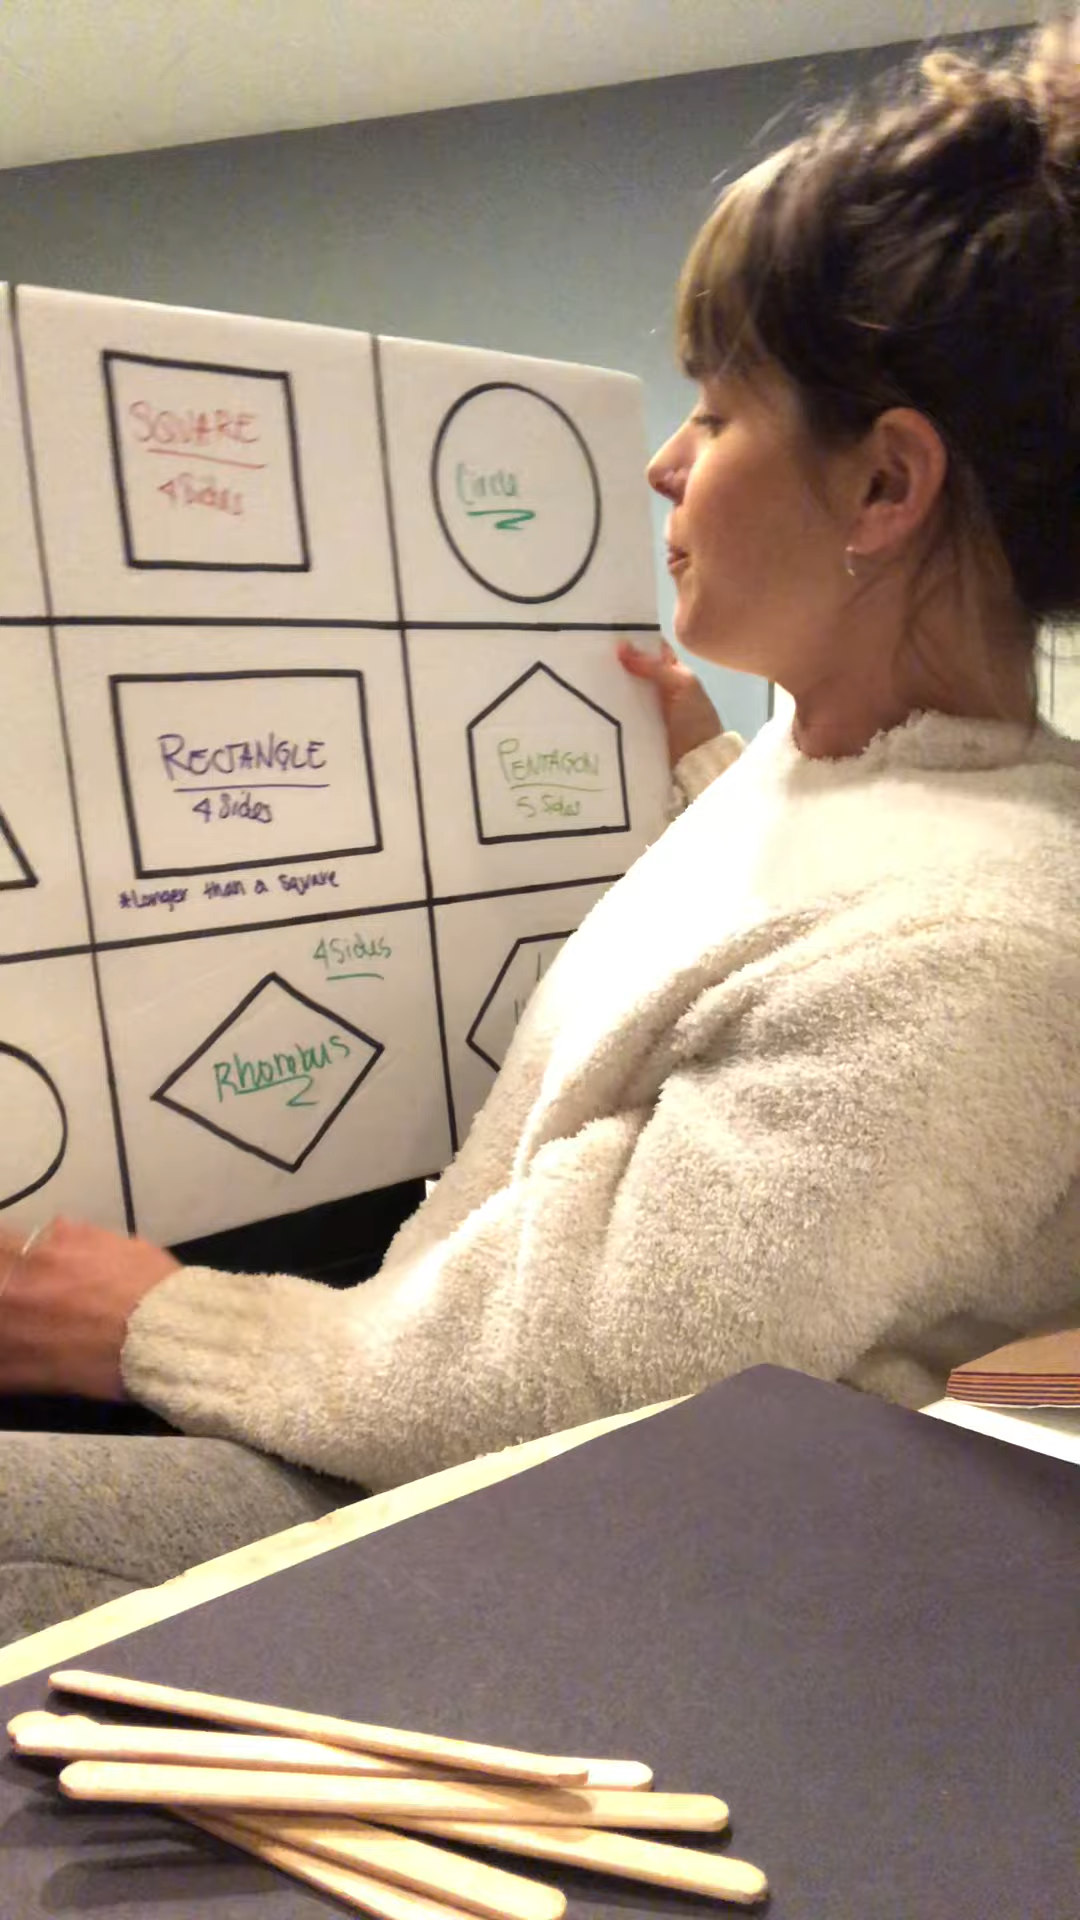 SQUARE
4 Sides
Circle
RECTANGLE
4 Sides
*Longer than a square
PENTAGON
5 Sides
4 Sides
Rhombus